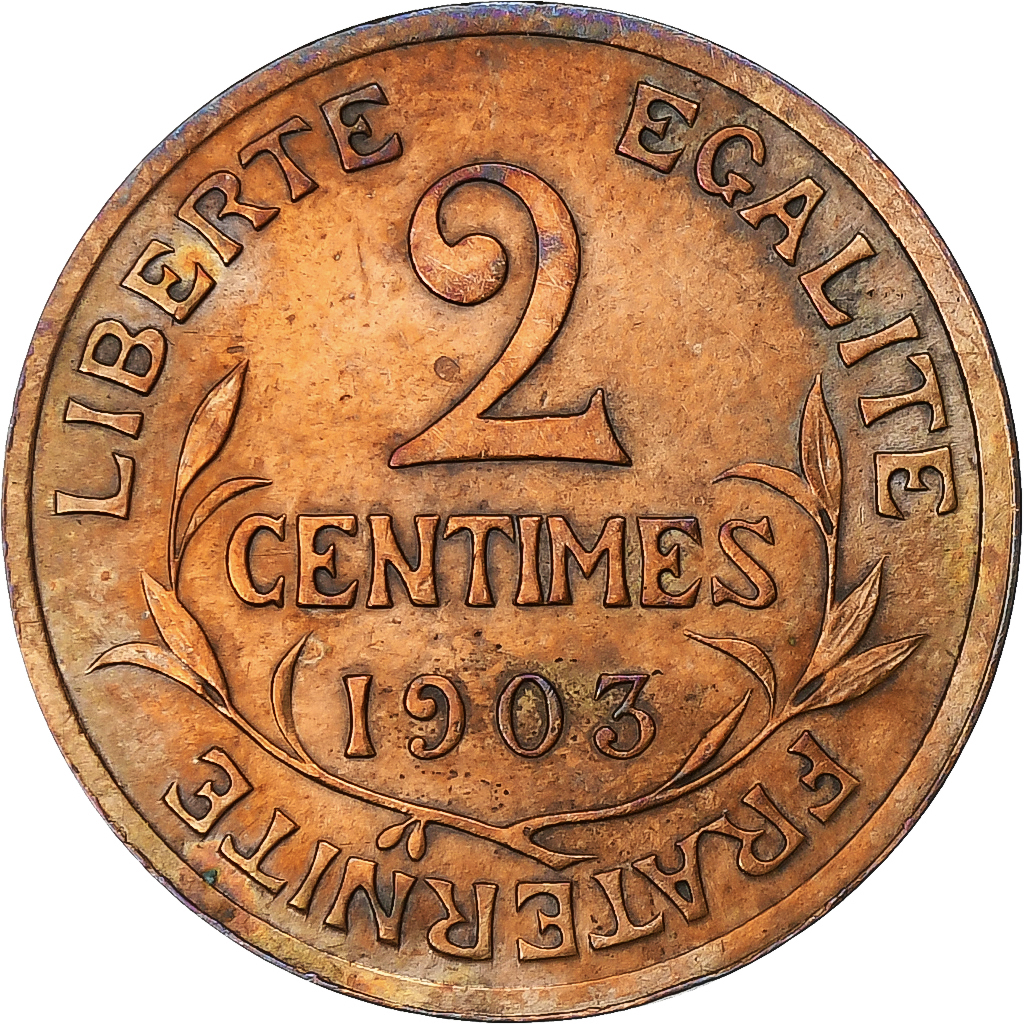 LIBERTE EGALITE FRATERNITE
2
CENTIMES
1903